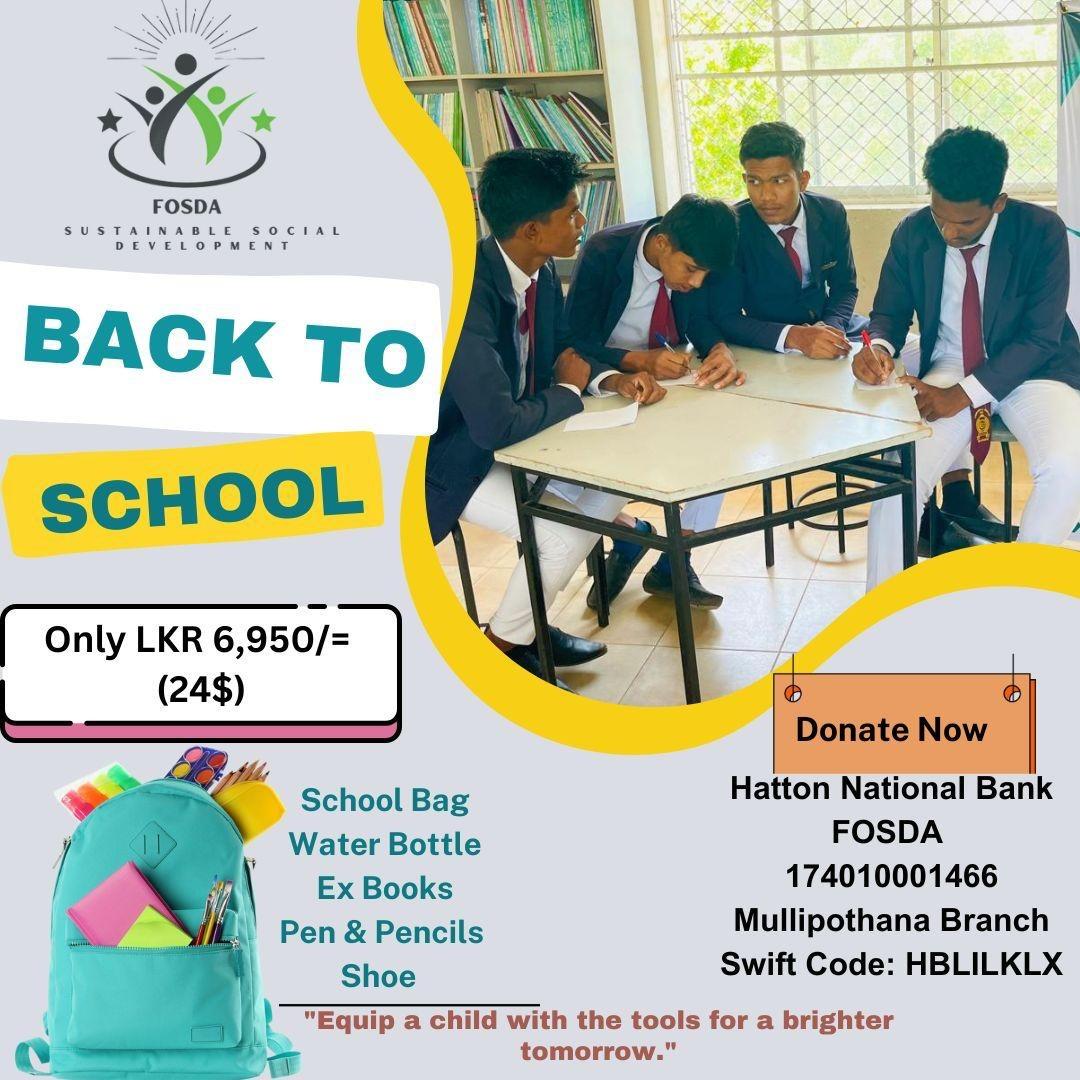 FOSDA
SUSTAINABLE SOCIAL
DEVELOPMENT
BACK TO
SCHOOL
Only LKR 6,950/=
(24$)
School Bag
Water Bottle
Ex Books
Pen & Pencils
Shoe
Donate Now
Hatton National Bank
FOSDA
174010001466
Mullipothana Branch
Swift Code: HBLILKLX
"Equip a child with the tools for a brighter
tomorrow."